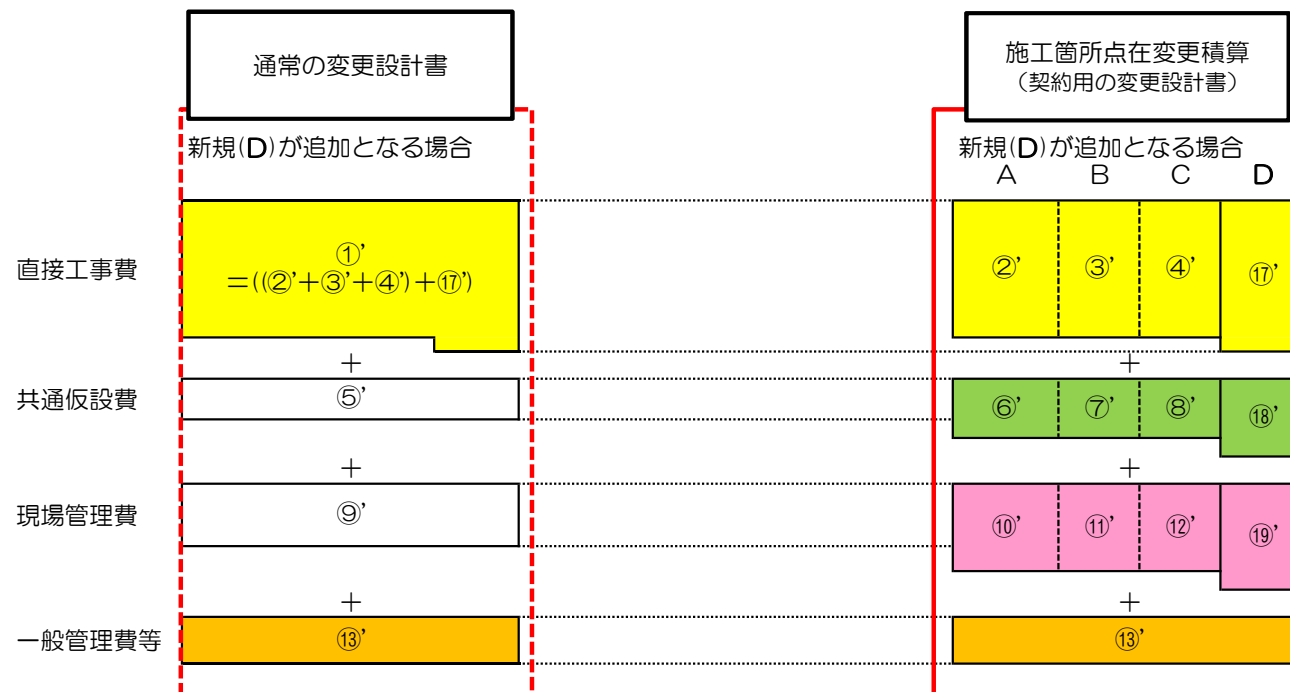 通常の変更設計書
施工箇所点在変更積算
（契約用の変更設計書）
新規(D)が追加となる場合
新規(D)が追加となる場合
A B C D
直接工事費
①’
＝((②’+③’+④’)+⑰’)
②’ ③’ ④’ ⑰’
＋ ＋
共通仮設費
⑤’
⑥’ ⑦’ ⑧’ ⑱’
＋ ＋
現場管理費
⑨’
⑩’ ⑪’ ⑫’ ⑲’
＋ ＋
一般管理費等
⑬’
⑬’